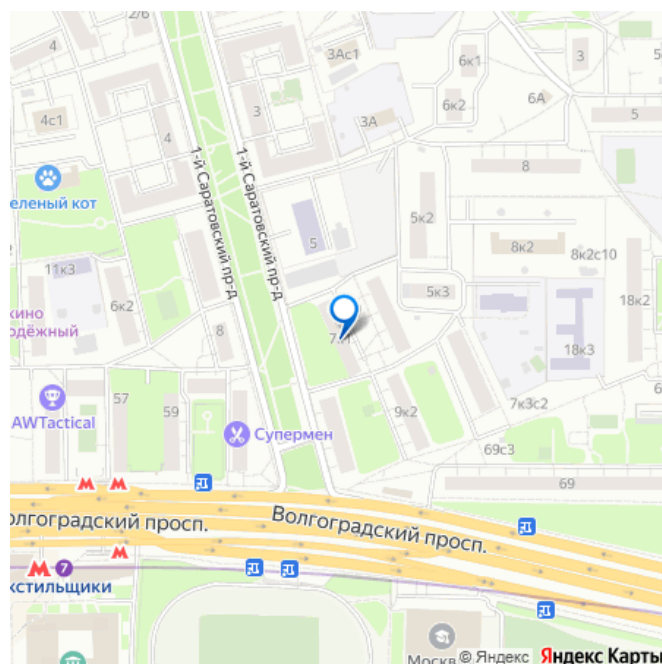 2/6
4
3Ас1
6к1
3
5
4с1
6к2
6А
4
3
3А
5
8
еленый кот
1-й Саратовский пр-д
1-й Саратовский пр-д
5к2
5
8к2
8к2с10
11к3
5к3
18к2
кино
6к2
одёжный
8
18к3
57
59
AWTactical
Супермен
9к2
7к3с2
6
69с3
69
олгоградский просп.
Волгоградский просп.
7
кстильщики
Москв
© Яндекс
Яндекс Карты